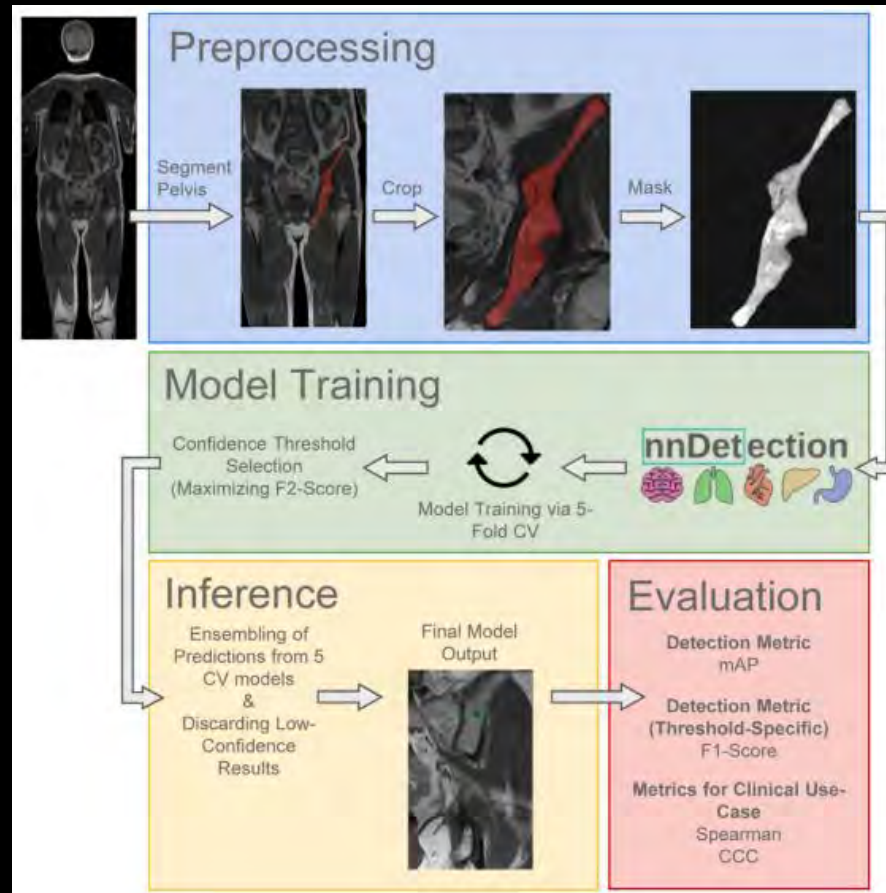 Preprocessing
Segment
Pelvis
Crop
Mask
Model Training
Confidence Threshold
Selection
(Maximizing F2-Score)
Model Training via 5-
Fold CV
nnDetection
Inference
Ensembling of
Predictions from 5
CV models
&
Discarding Low-
Confidence
Results
Final Model
Output
Evaluation
Detection Metric
mAP
Detection Metric
(Threshold-Specific)
F1-Score
Metrics for Clinical Use-
Case
Spearman
CCC